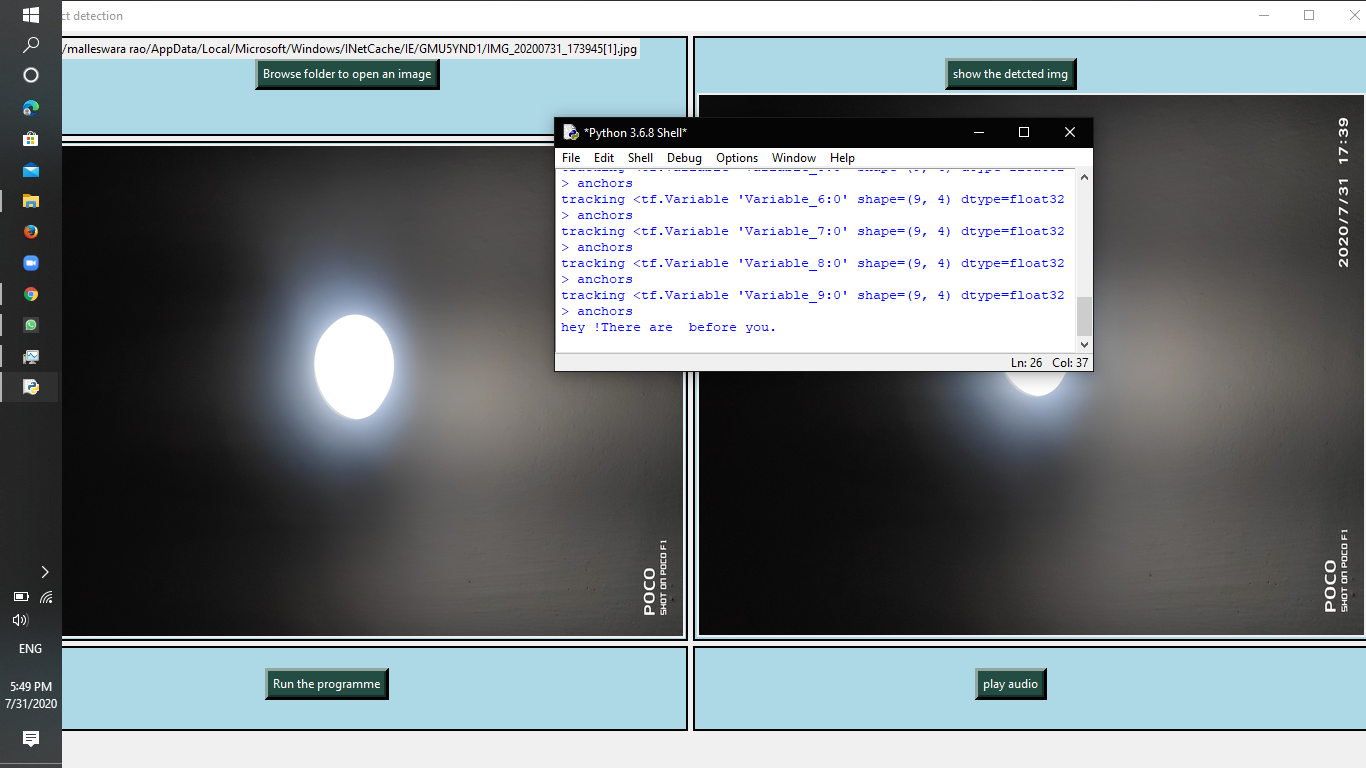 ct detection
/malleswara rao/AppData/Local/Microsoft/Windows/INetCache/IE/GMU5YND1/IMG_20200731_173945[1].jpg
Browse folder to open an image
show the detcted img
*Python 3.6.8 Shell*
File Edit Shell Debug Options Window Help
> anchors
tracking <tf.Variable 'Variable_6:0' shape=(9, 4) dtype=float32
> anchors
tracking <tf.Variable 'Variable_7:0' shape=(9, 4) dtype=float32
> anchors
tracking <tf.Variable 'Variable_8:0' shape=(9, 4) dtype=float32
> anchors
tracking <tf.Variable 'Variable_9:0' shape=(9, 4) dtype=float32
> anchors
hey !There are  before you.
Ln: 26 Col: 37
2020/7/31 17:39
POCO
SHOT ON POCO F1
POCO
SHOT ON POCO F1
Run the programme
play audio
ENG
5:49 PM
7/31/2020